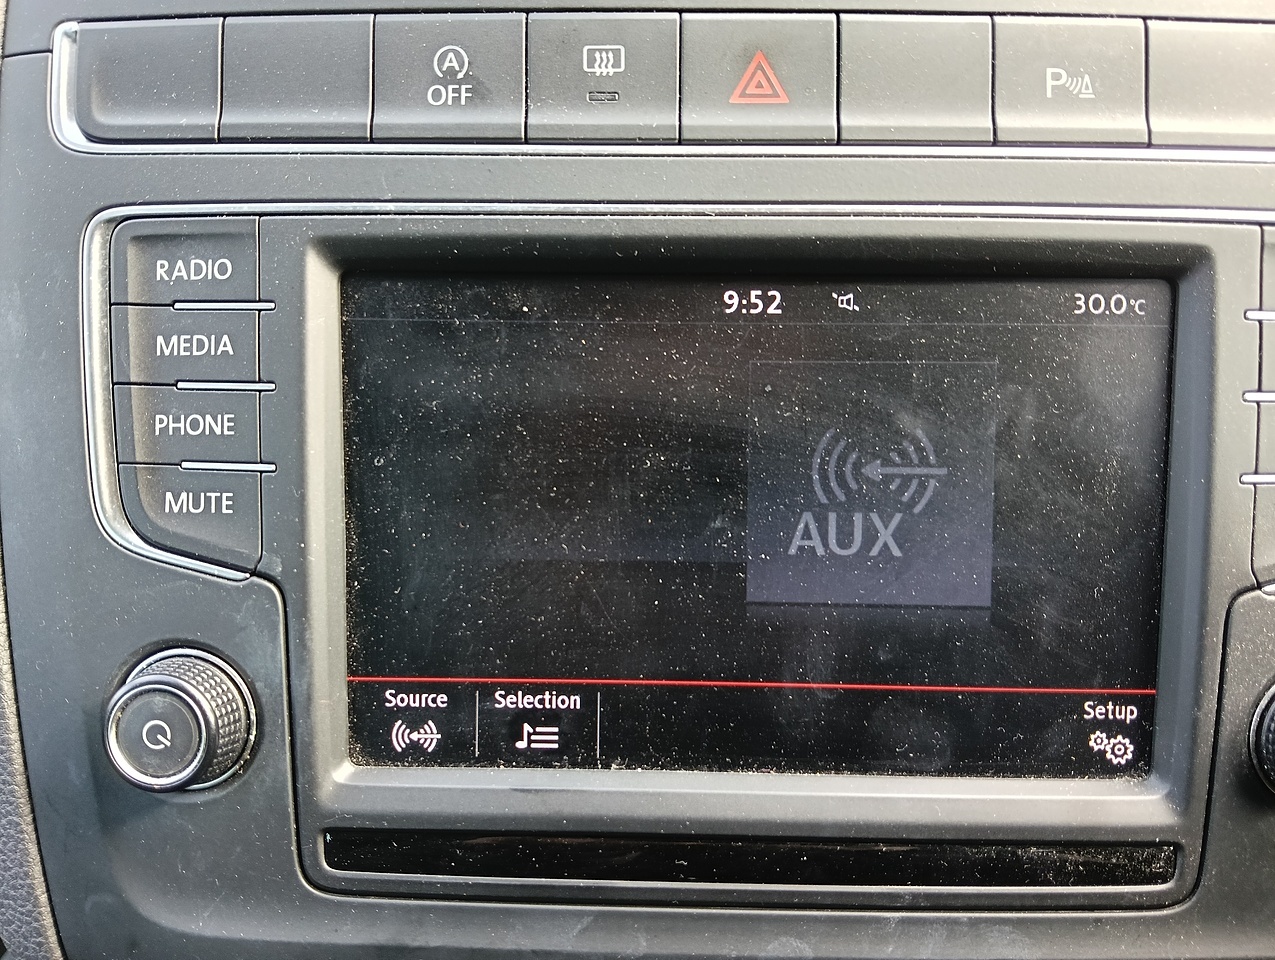 OFF
P
RADIO
MEDIA
PHONE
MUTE
9:52
30.0°C
AUX
Source
Selection
Setup